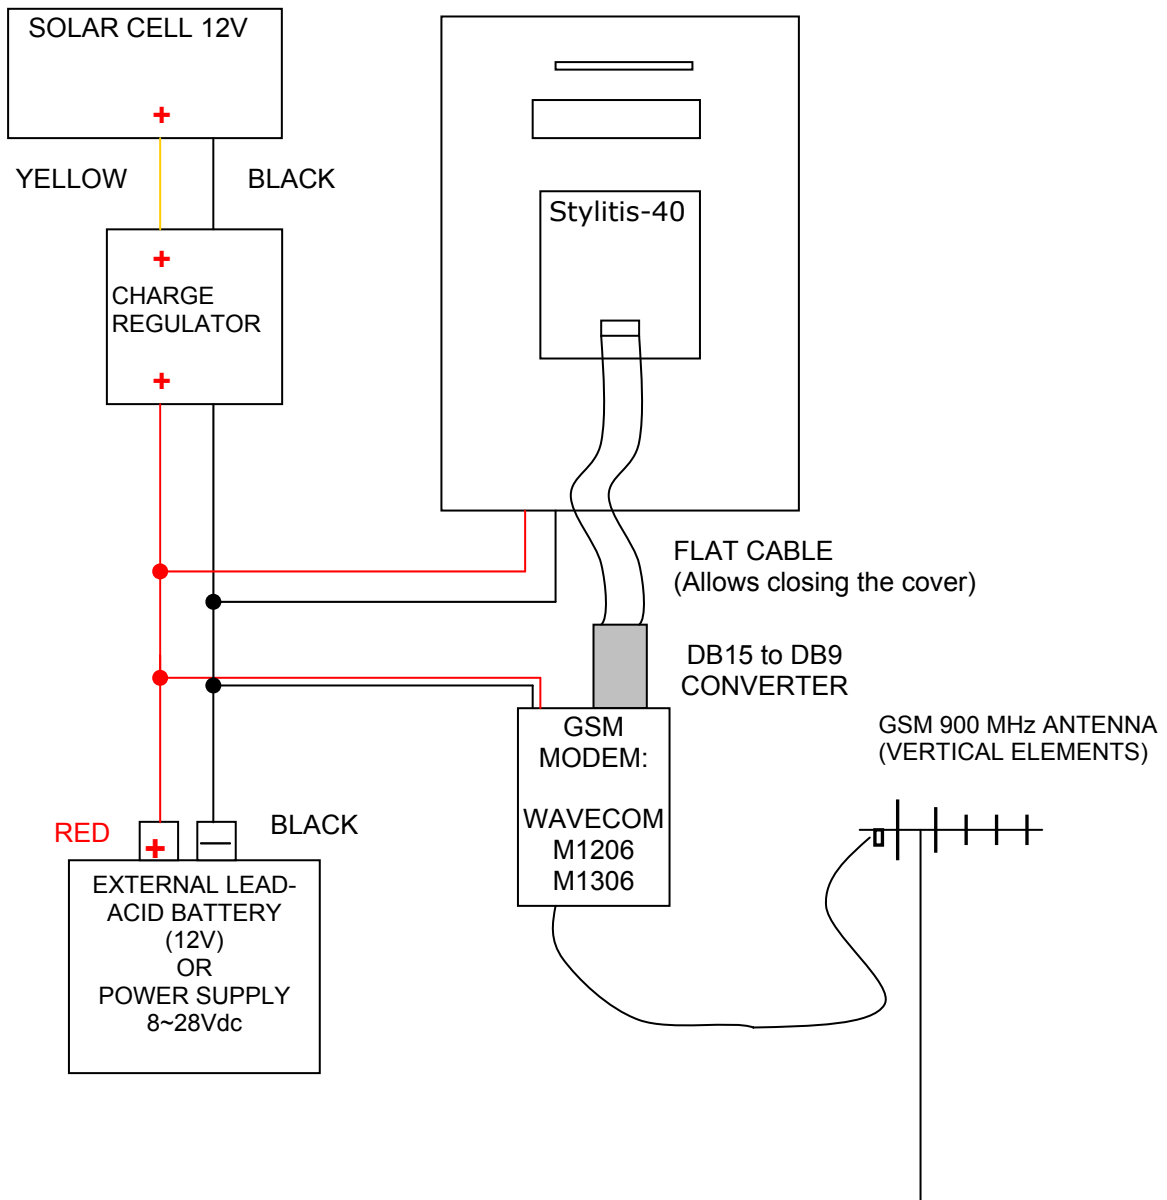 SOLAR CELL 12V
+
YELLOW
BLACK
+
CHARGE
REGULATOR
+
Stylitis-40
FLAT CABLE
(Allows closing the cover)
DB15 to DB9
CONVERTER
GSM
MODEM:
WAVECOM
M1206
M1306
GSM 900 MHz ANTENNA
(VERTICAL ELEMENTS)
RED
BLACK
+
—
EXTERNAL LEAD-
ACID BATTERY
(12V)
OR
POWER SUPPLY
8~28Vdc